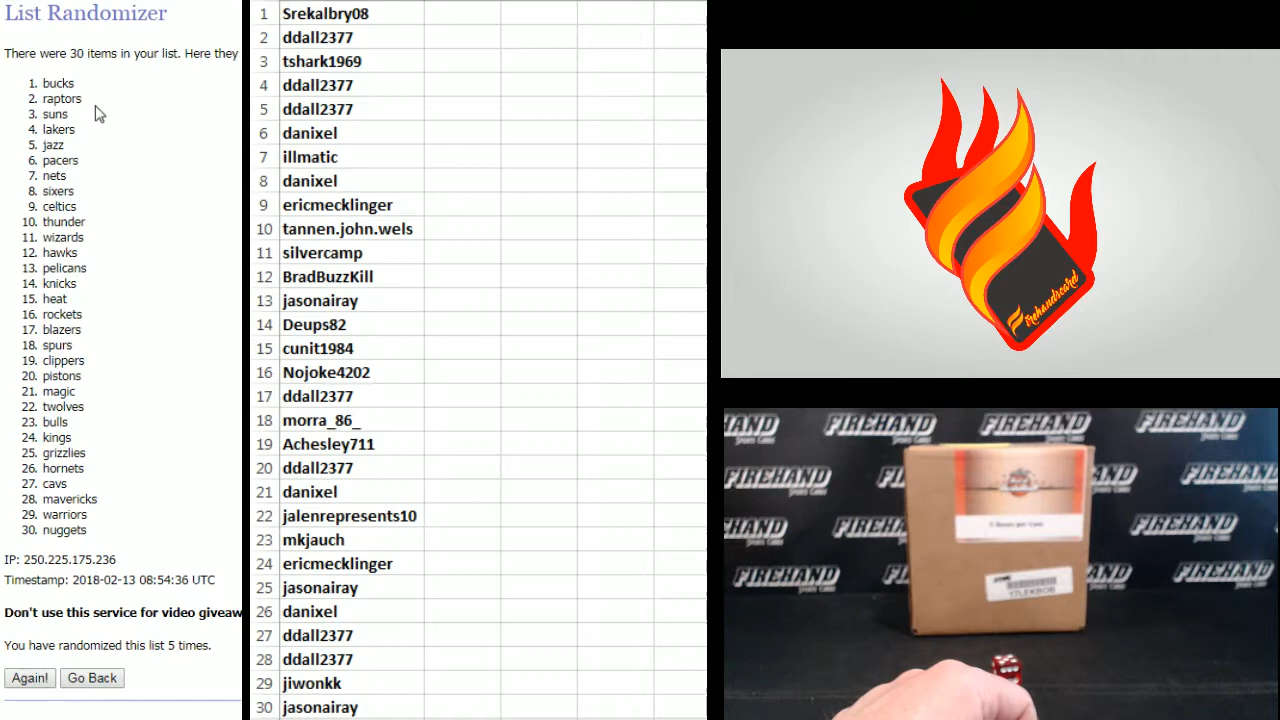 List Randomizer
There were 30 items in your list. Here they
1. bucks
2. raptors
3. suns
4. lakers
5. jazz
6. pacers
7. nets
8. sixers
9. celtics
10. thunder
11. wizards
12. hawks
13. pelicans
14. knicks
15. heat
16. rockets
17. blazers
18. spurs
19. clippers
20. pistons
21. magic
22. twolves
23. bulls
24. kings
25. grizzlies
26. hornets
27. cavs
28. mavericks
29. warriors
30. nuggets
IP: 250.225.175.236
Timestamp: 2018-02-13 08:54:36 UTC
Don't use this service for video giveaw
You have randomized this list 5 times.
Again! Go Back
1 Srekalbry08
2 ddall2377
3 tshark1969
4 ddall2377
5 ddall2377
6 danixel
7 illmatic
8 danixel
9 ericmecklinger
10 tannen.john.wels
11 silvercamp
12 BradBuzzKill
13 jasonairay
14 Deups82
15 cunit1984
16 Nojoke4202
17 ddall2377
18 morra_86_
19 Achesley711
20 ddall2377
21 danixel
22 jalenrepresents10
23 mkjauch
24 ericmecklinger
25 jasonairay
26 danixel
27 ddall2377
28 ddall2377
29 jiwonkk
30 jasonairay
irehandscard
HAND FIREHAND FIREHAND FIREHAND
Sports Cards
FIREHAND
FIREHAND
FIREHAND
FIREHAND
FIREHAND
FIREHAND
17LEKBOB